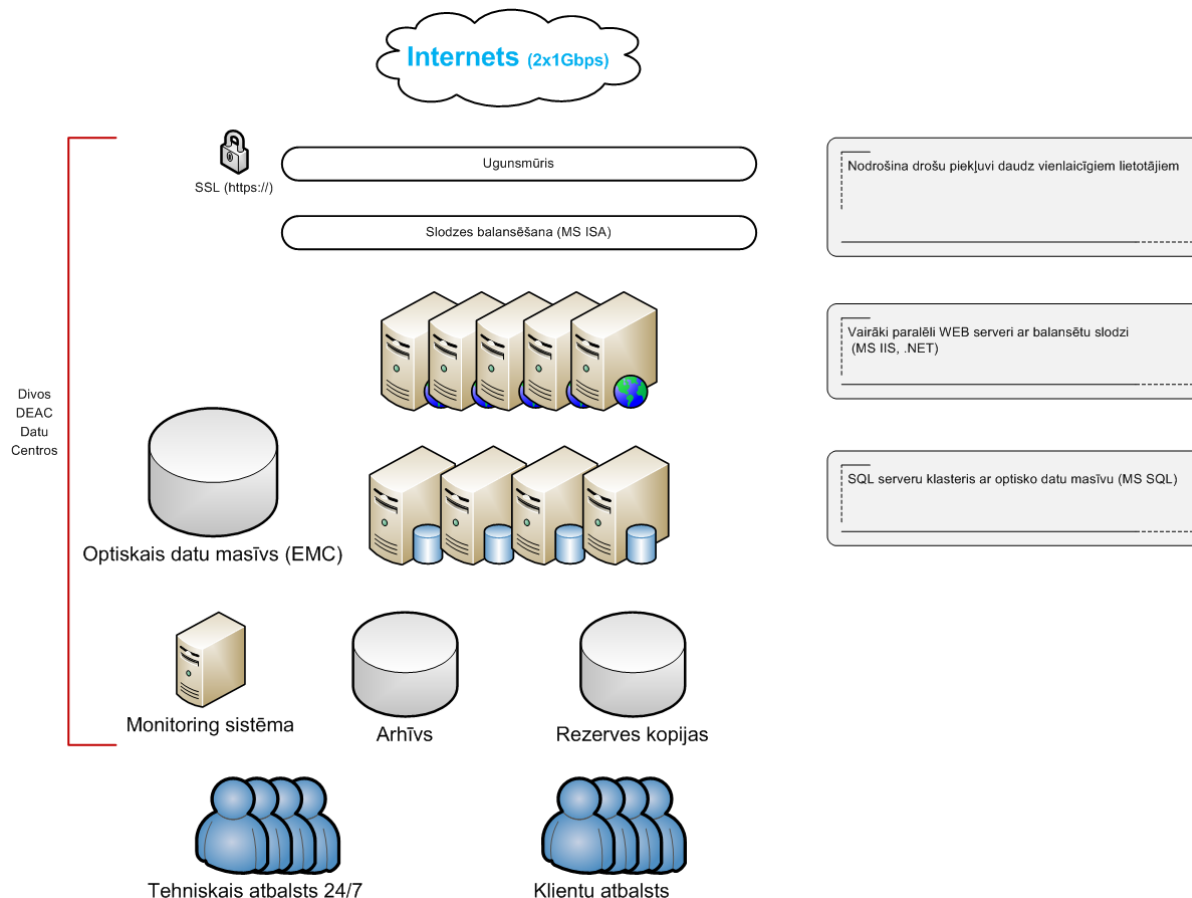 Internets (2x1Gbps)
SSL (https://)
Ugunsmūris
Nodrošina drošu piekļuvi daudz vienlaicīgiem lietotājiem
Slodzes balansēšana (MS ISA)
Vairāki paralēli WEB serveri ar balansētu slodzi
(MS IIS, .NET)
Divos
DEAC
Datu
Centros
SQL serveru klasteris ar optisko datu masīvu (MS SQL)
Optiskais datu masīvs (EMC)
Monitoring sistēma
Arhīvs
Rezerves kopijas
Tehniskais atbalsts 24/7
Klientu atbalsts